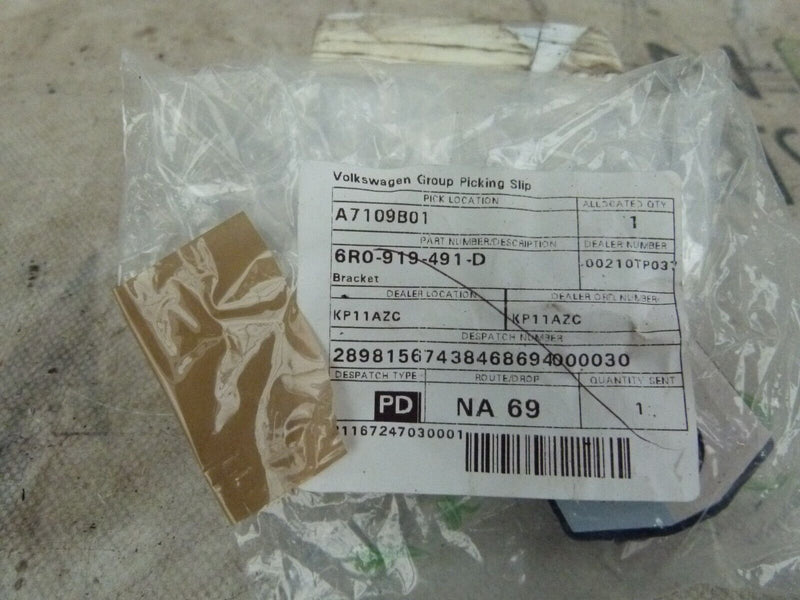 Volkswagen Group Picking Slip
PICK LOCATION
ALLOCATED QTY
A7109B01
1
PART NUMBER/DESCRIPTION
DEALER NUMBER
6R0-919-491-D
00210TP037
Bracket
DEALER LOCATION
DEALER ORD NUMBER
KP11AZC
KP11AZC
DESPATCH NUMBER
28981567438468694000030
DESPATCH TYPE
ROUTE/DROP
QUANTITY SENT
PD
NA 69
1
1167247030001